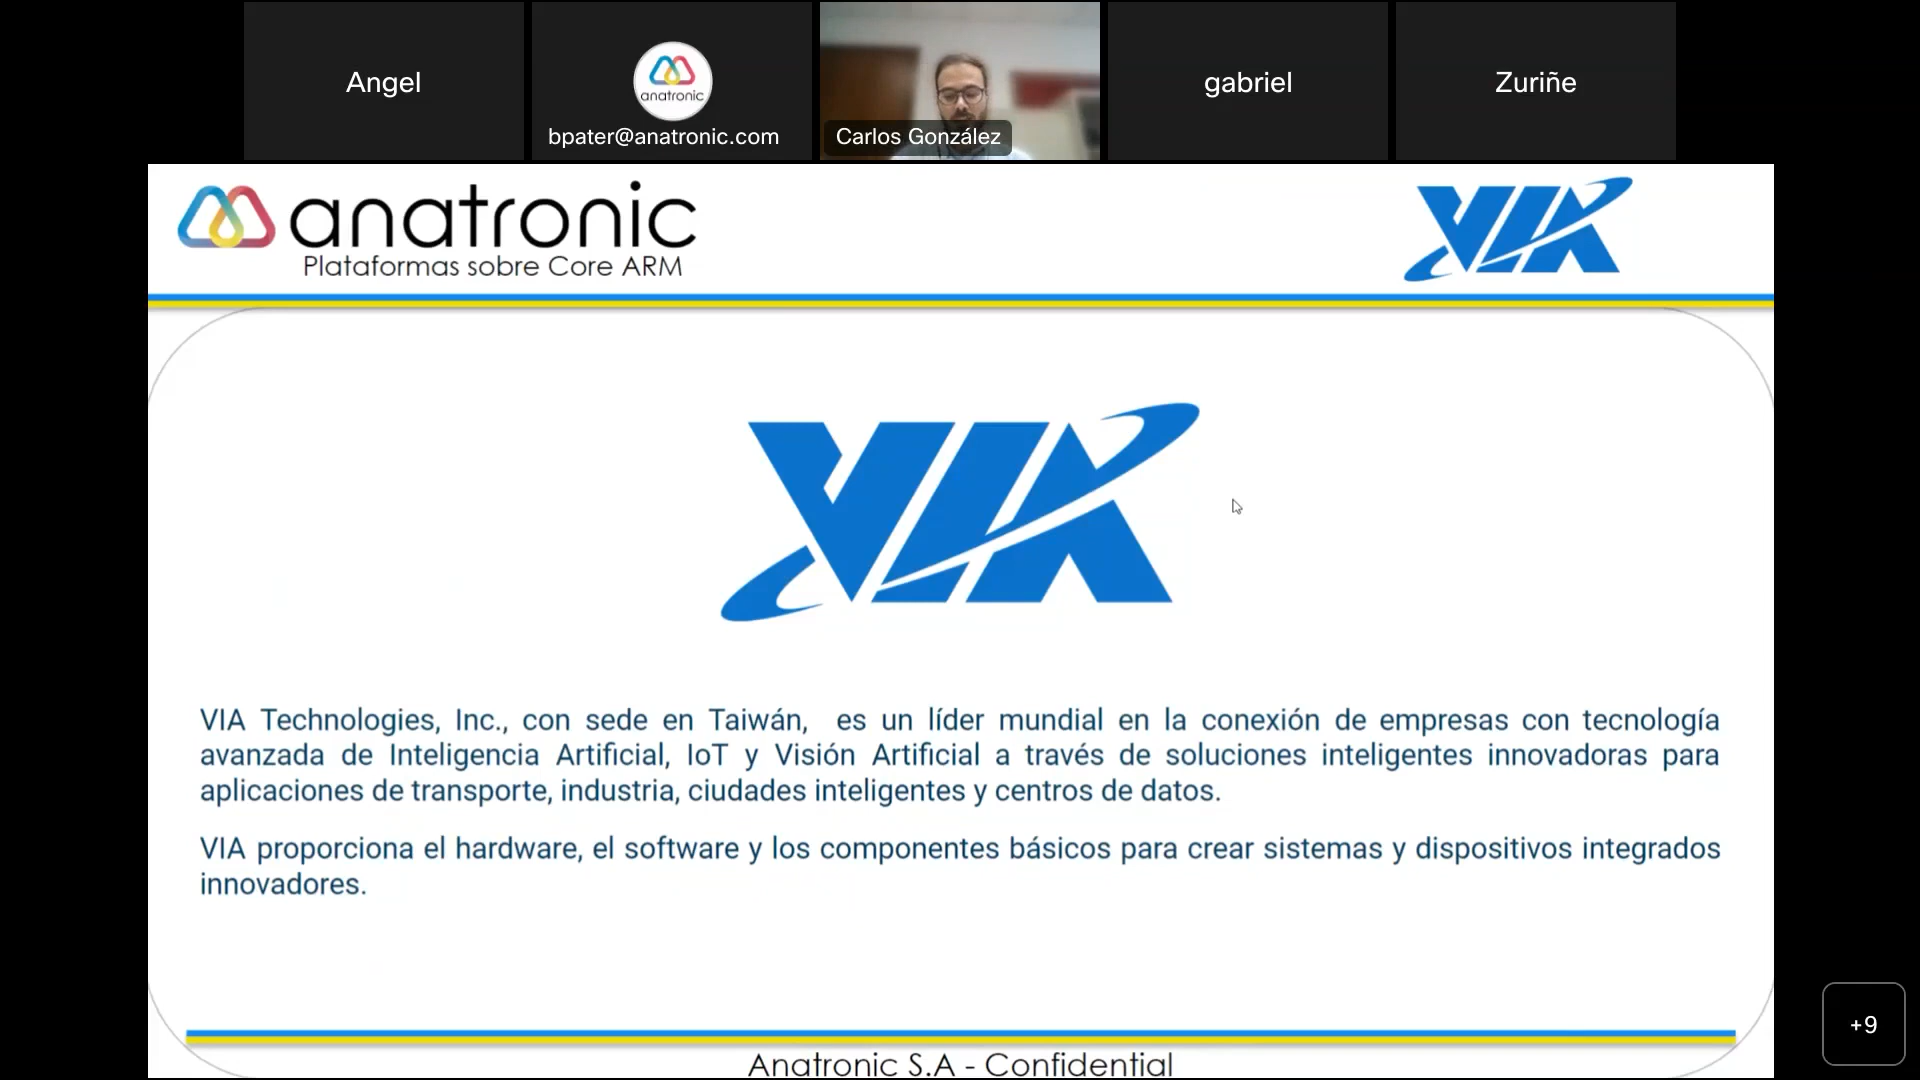 Angel
anatronic
bpater@anatronic.com
Carlos González
gabriel
Zuriñe
anatronic
Plataformas sobre Core ARM
VIA
VIA
VIA Technologies, Inc., con sede en Taiwán, es un líder mundial en la conexión de empresas con tecnología
avanzada de Inteligencia Artificial, IoT y Visión Artificial a través de soluciones inteligentes innovadoras para
aplicaciones de transporte, industria, ciudades inteligentes y centros de datos.
VIA proporciona el hardware, el software y los componentes básicos para crear sistemas y dispositivos integrados
innovadores.
+9
Anatronic S.A - Confidential